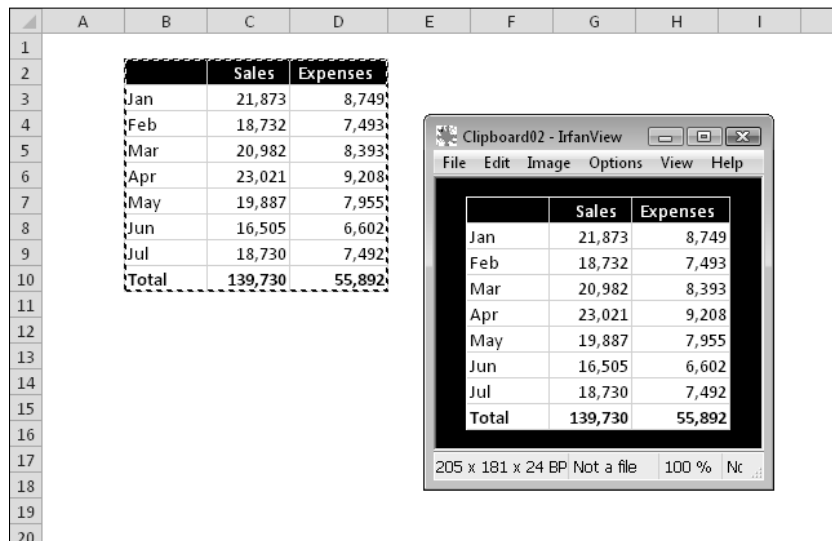 A B C D E F G H I
1
2 Sales Expenses
3 Jan 21,873 8,749
4 Feb 18,732 7,493
5 Mar 20,982 8,393
6 Apr 23,021 9,208
7 May 19,887 7,955
8 Jun 16,505 6,602
9 Jul 18,730 7,492
10 Total 139,730 55,892
11
12
13
14
15
16
17
18
19
20
Clipboard02 - IrfanView
File Edit Image Options View Help
Sales Expenses
Jan 21,873 8,749
Feb 18,732 7,493
Mar 20,982 8,393
Apr 23,021 9,208
May 19,887 7,955
Jun 16,505 6,602
Jul 18,730 7,492
Total 139,730 55,892
205 x 181 x 24 BP Not a file 100 %